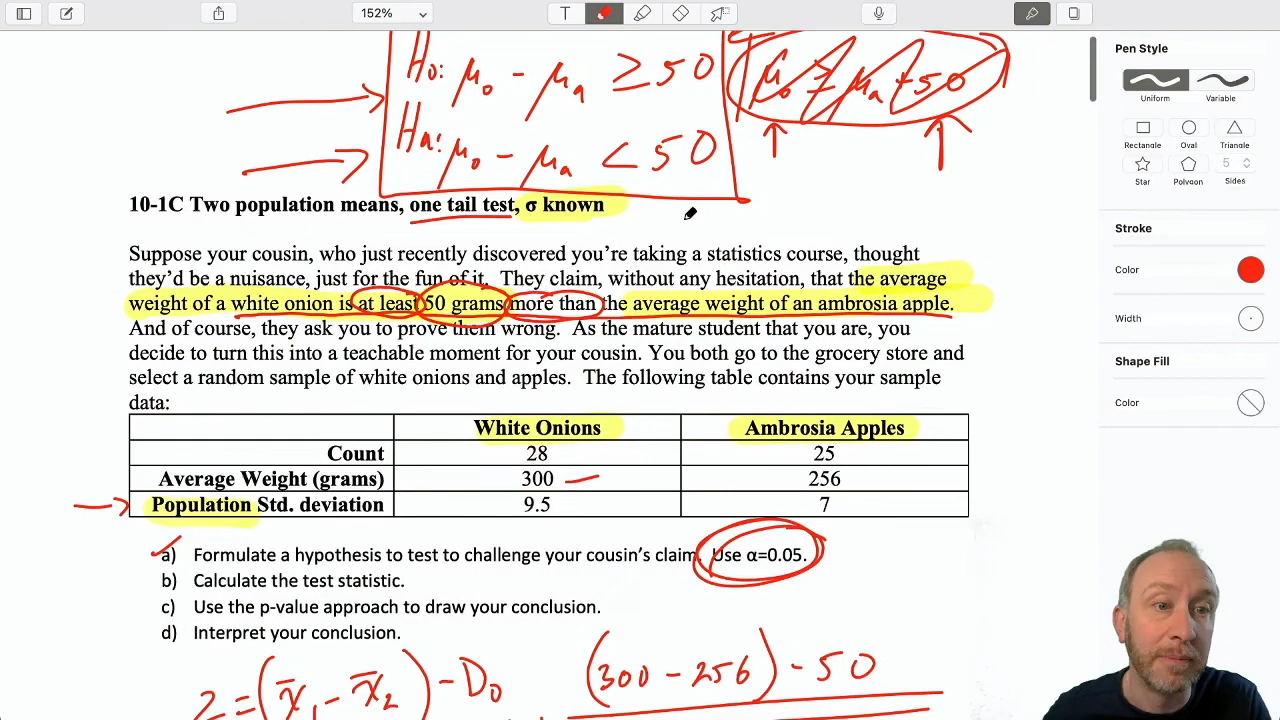 152%
T
Pen Style
Uniform
Variable
Rectangle
Oval
Triangle
Star
Polygon
5
Sides
Stroke
Color
Width
Shape Fill
Color
H0: μo - μa ≥ 50
Ha: μo - μa < 50
μo ≥ μa + 50
10-1C Two population means, one tail test, σ known
Suppose your cousin, who just recently discovered you’re taking a statistics course, thought
they’d be a nuisance, just for the fun of it. They claim, without any hesitation, that the average
weight of a white onion is at least 50 grams more than the average weight of an ambrosia apple.
And of course, they ask you to prove them wrong. As the mature student that you are, you
decide to turn this into a teachable moment for your cousin. You both go to the grocery store and
select a random sample of white onions and apples. The following table contains your sample
data:
White Onions Ambrosia Apples
Count 28 25
Average Weight (grams) 300 256
Population Std. deviation 9.5 7
a) Formulate a hypothesis to test to challenge your cousin’s claim. Use α=0.05.
b) Calculate the test statistic.
c) Use the p-value approach to draw your conclusion.
d) Interpret your conclusion.
Z = (x̄1 - x̄2) - D0 (300 - 256) - 50